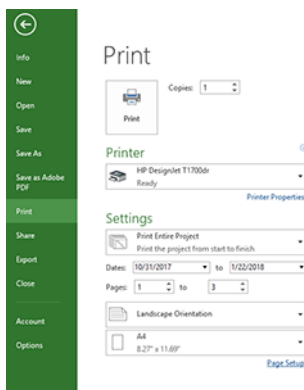 Info
New
Open
Save
Save As
Save as Adobe
PDF
Print
Share
Export
Close
Account
Options
Print
Copies: 1
Print
Printer
HP DesignJet T1700dr
Ready
Printer Properties
Settings
Print Entire Project
Print the project from start to finish
Dates: 10/31/2017 to 1/22/2018
Pages: 1 to 3
Landscape Orientation
A4
8.27" x 11.69"
Page Setup